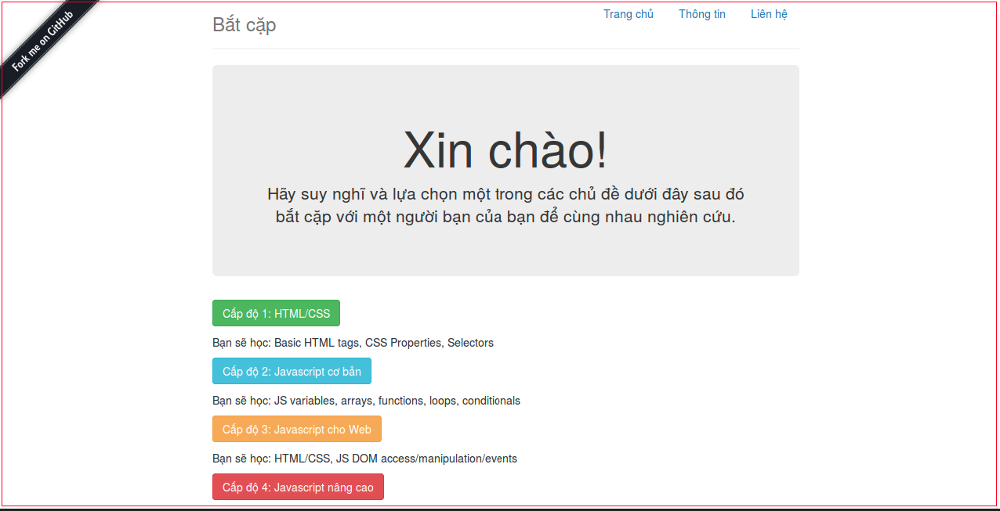 Fork me on GitHub
Bắt cặp
Trang chủ Thông tin Liên hệ
Xin chào!
Hãy suy nghĩ và lựa chọn một trong các chủ đề dưới đây sau đó
bắt cặp với một người bạn của bạn để cùng nhau nghiên cứu.
Cấp độ 1: HTML/CSS
Bạn sẽ học: Basic HTML tags, CSS Properties, Selectors
Cấp độ 2: Javascript cơ bản
Bạn sẽ học: JS variables, arrays, functions, loops, conditionals
Cấp độ 3: Javascript cho Web
Bạn sẽ học: HTML/CSS, JS DOM access/manipulation/events
Cấp độ 4: Javascript nâng cao